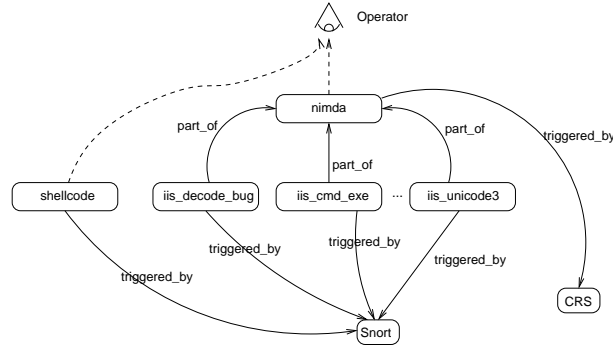 Operator
nimda
part_of
part_of
part_of
triggered_by
shellcode
iis_decode_bug
iis_cmd_exe
...
iis_unicode3
triggered_by
triggered_by
triggered_by
triggered_by
CRS
Snort